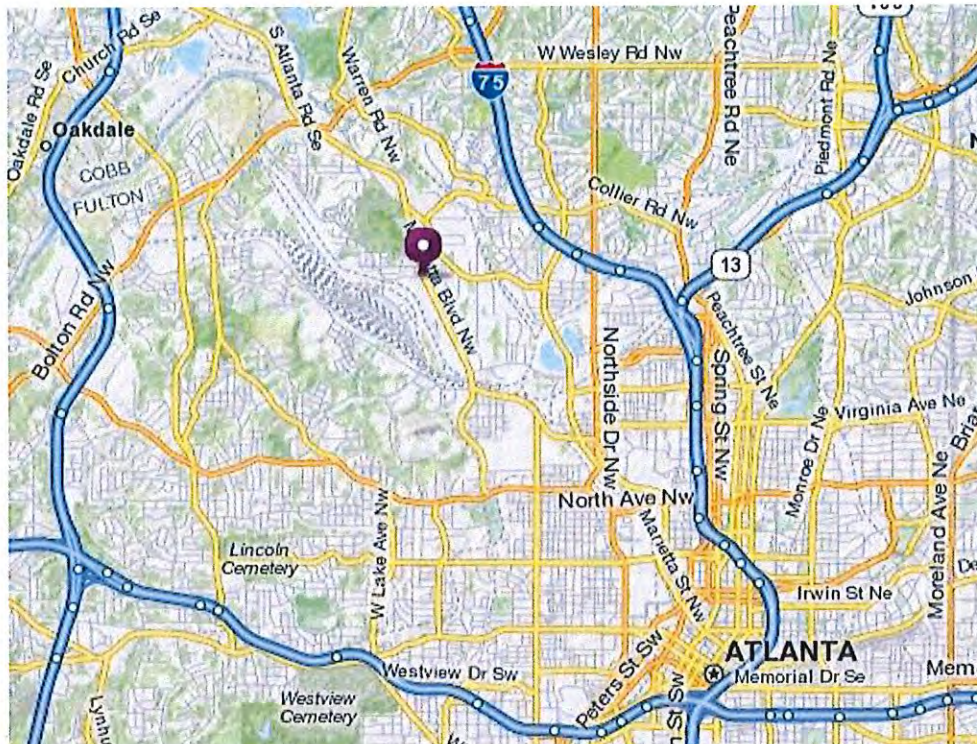 Church Rd Se
S Atlanta Rd Se
Warren Rd Nw
W Wesley Rd Nw
75
Peachtree Rd Ne
Piedmont Rd Ne
Oakdale Rd Se
Oakdale
COBB
FULTON
Collier Rd Nw
13
Blvd Nw
Bolton Rd Nw
Johnson
Peachtree St Ne
Northside Dr Nw
Spring St Nw
Virginia Ave Ne
Monroe Dr Ne
Moreland Ave Ne
North Ave Nw
Marietta St Nw
Lincoln
Cemetery
W Lake Ave Nw
Irwin St Ne
ATLANTA
Memorial Dr Se
Mem
Westview Dr Sw
Peters St Sw
Westview
Cemetery